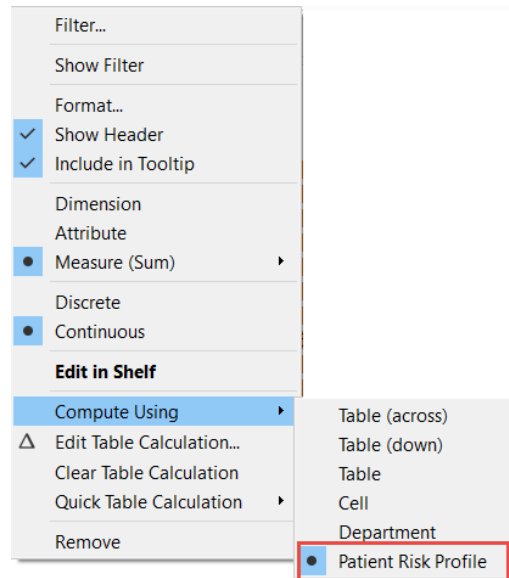 Filter...
Show Filter
Format...
Show Header
Include in Tooltip
Dimension
Attribute
Measure (Sum)
Discrete
Continuous
Edit in Shelf
Compute Using
Edit Table Calculation...
Clear Table Calculation
Quick Table Calculation
Remove
Table (across)
Table (down)
Table
Cell
Department
Patient Risk Profile